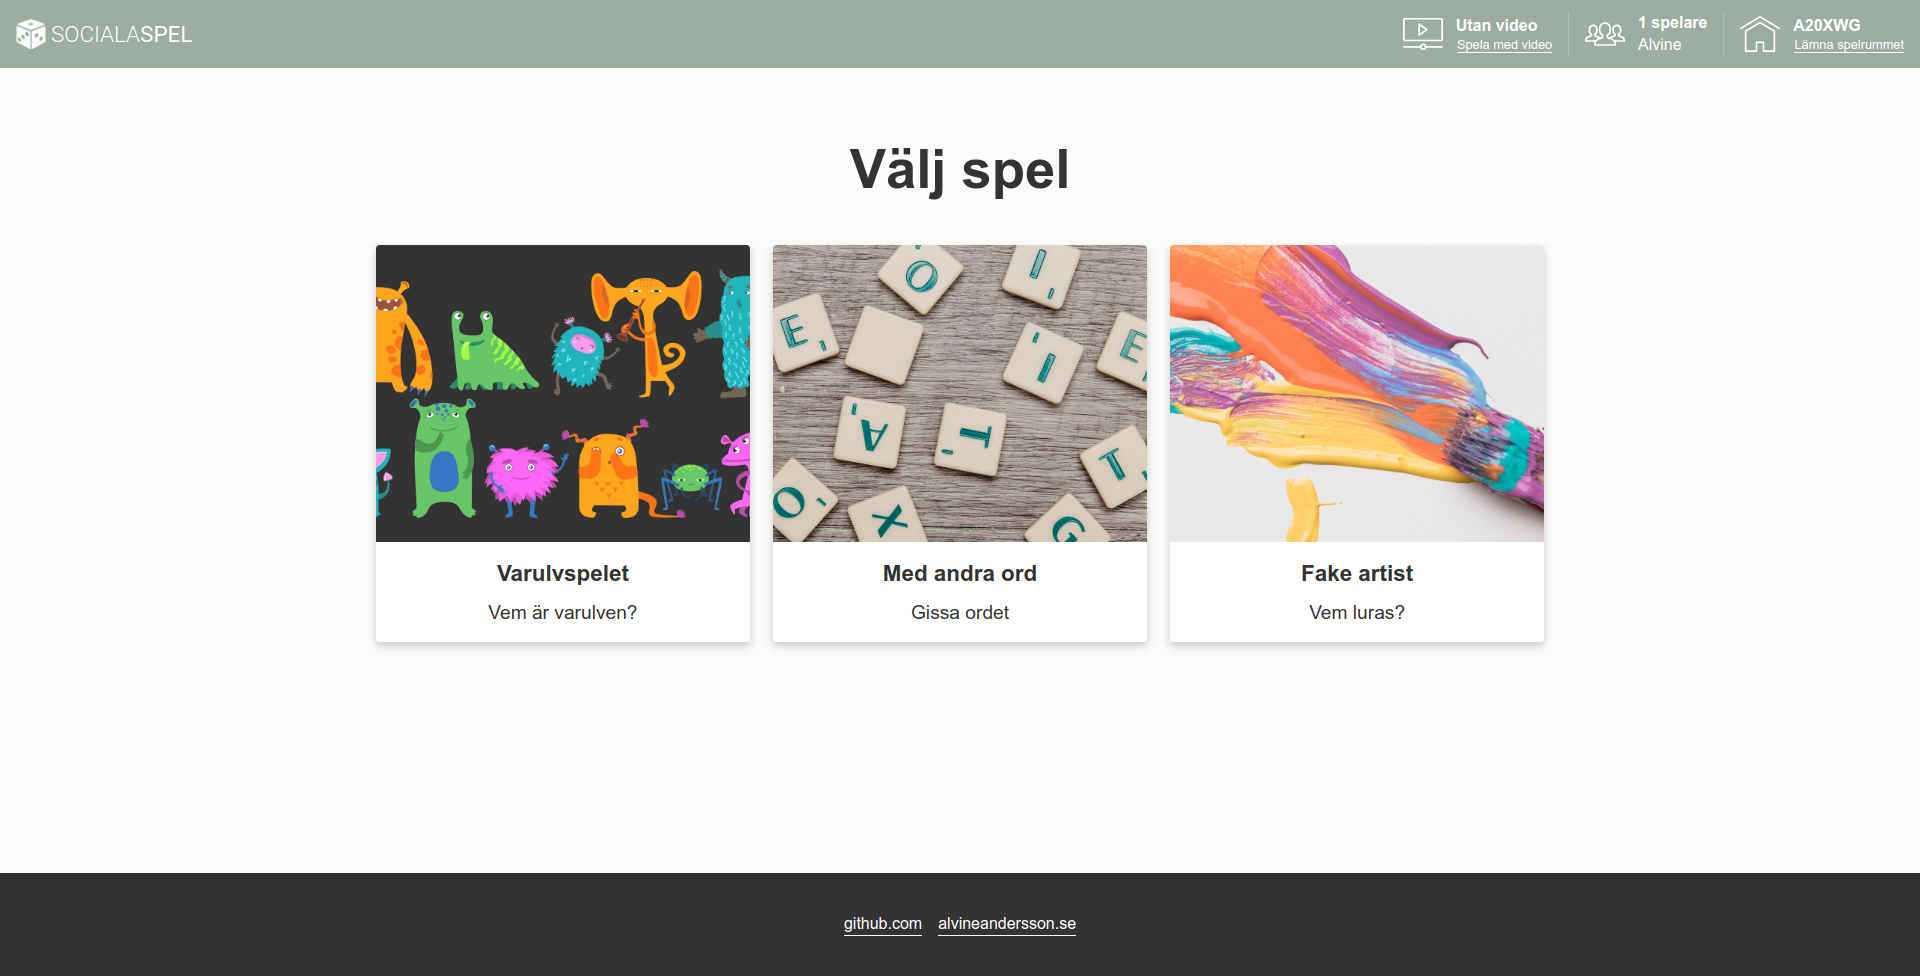 SOCIALASPEL
Utan video
Spela med video
1 spelare
Alvine
A20XWG
Lämna spelrummet
Välj spel
O
I
E
I
E
A
T
T
O
X
G
Varulvspelet
Vem är varulven?
Med andra ord
Gissa ordet
Fake artist
Vem luras?
github.com alvineandersson.se